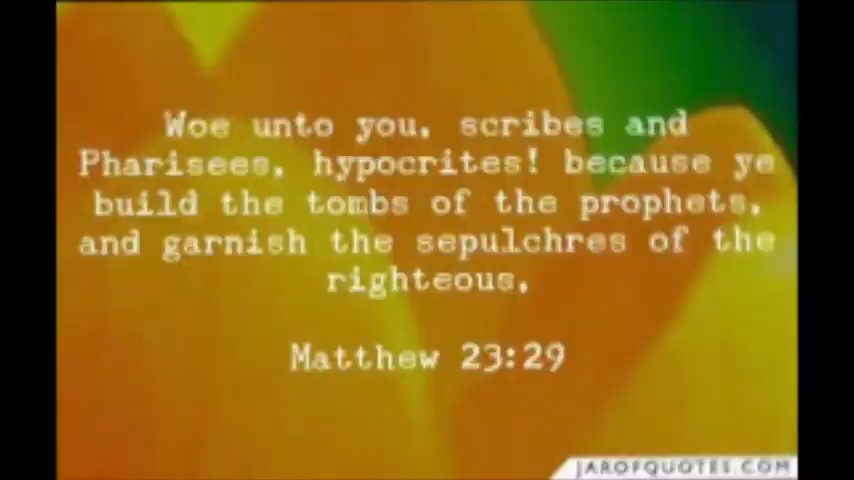 Woe unto you, scribes and
Pharisees, hypocrites! because ye
build the tombs of the prophets,
and garnish the sepulchres of the
righteous,
Matthew 23:29
JAROFQUOTES.COM